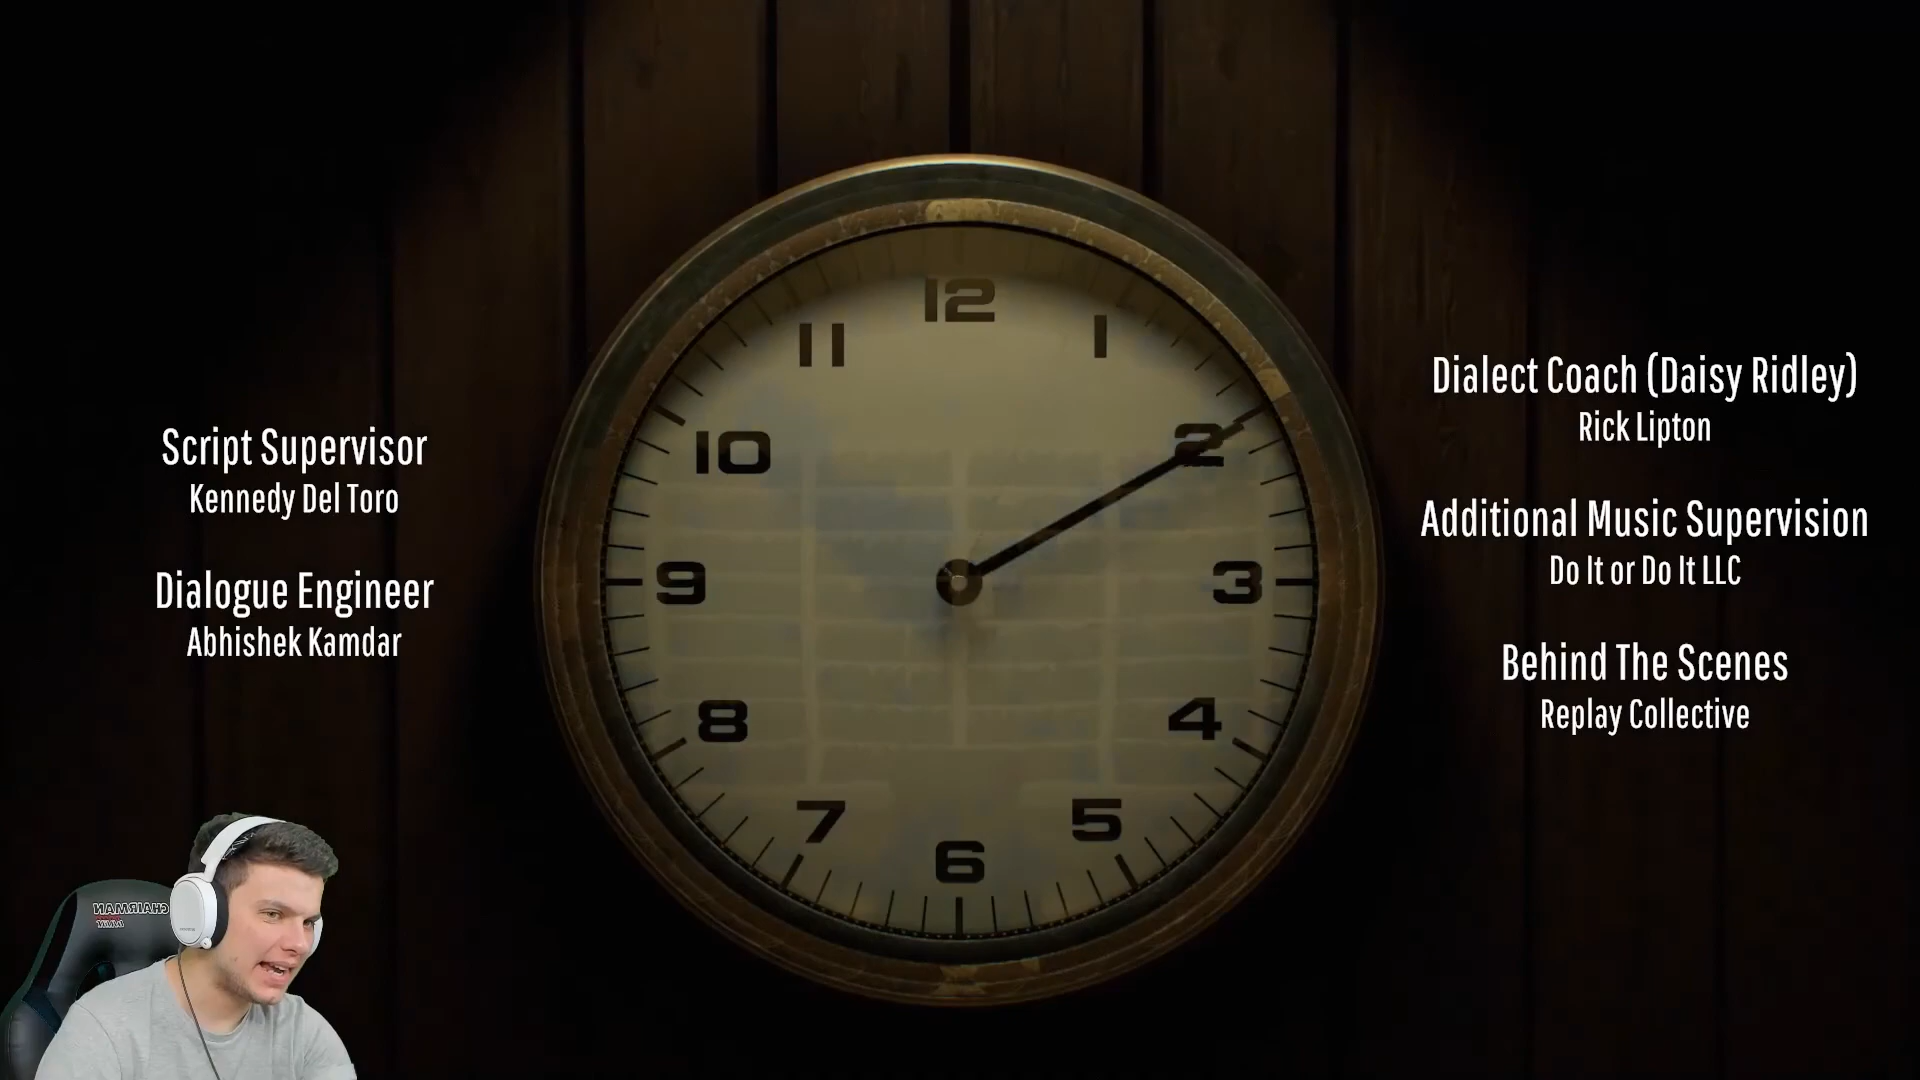 Script Supervisor
Kennedy Del Toro
Dialogue Engineer
Abhishek Kamdar
12
1
2
3
4
5
6
7
8
9
10
11
Dialect Coach (Daisy Ridley)
Rick Lipton
Additional Music Supervision
Do It or Do It LLC
Behind The Scenes
Replay Collective
CHAIRMAN